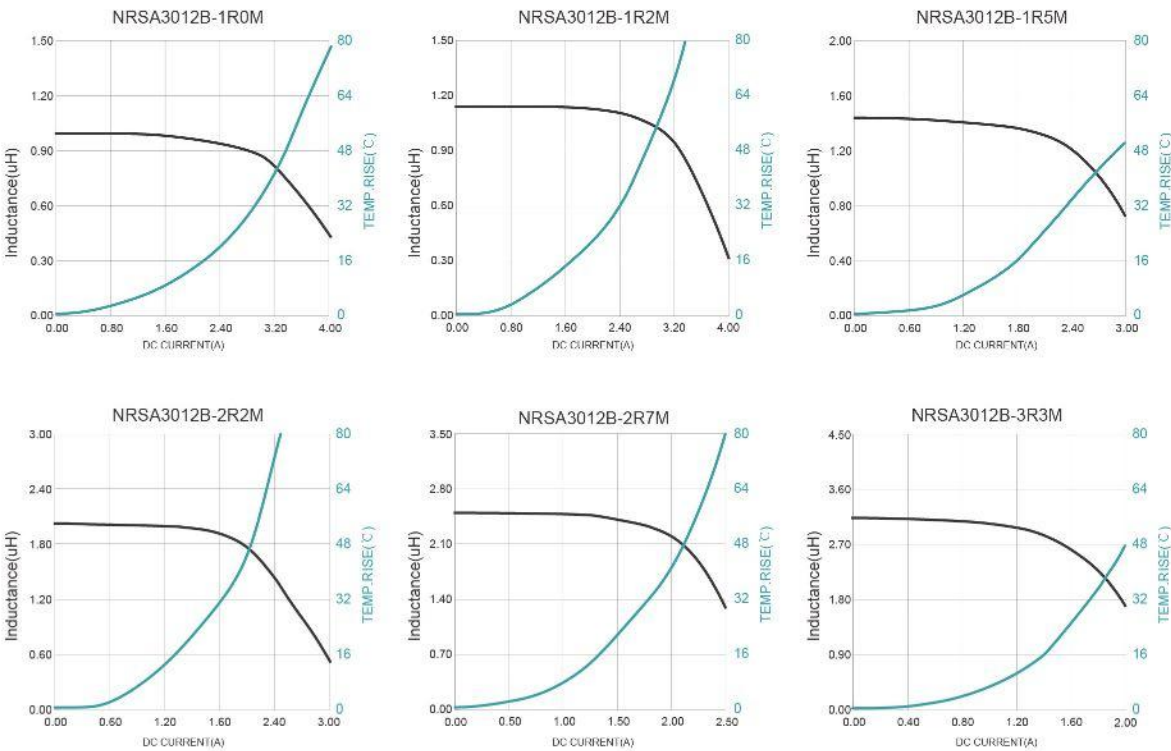 NRSA3012B-1R0M
1.50
1.20
0.90
0.60
0.30
0.00
Inductance(uH)
80
64
48
32
16
0
TEMP.RISE(℃)
0.00 0.80 1.60 2.40 3.20 4.00
DC CURRENT(A)
NRSA3012B-1R2M
1.50
1.20
0.90
0.60
0.30
0.00
Inductance(uH)
80
64
48
32
16
0
TEMP.RISE(℃)
0.00 0.80 1.60 2.40 3.20 4.00
DC CURRENT(A)
NRSA3012B-1R5M
2.00
1.60
1.20
0.80
0.40
0.00
Inductance(uH)
80
64
48
32
16
0
TEMP.RISE(℃)
0.00 0.60 1.20 1.80 2.40 3.00
DC CURRENT(A)
NRSA3012B-2R2M
3.00
2.40
1.80
1.20
0.60
0.00
Inductance(uH)
80
64
48
32
16
0
TEMP.RISE(℃)
0.00 0.60 1.20 1.60 2.40 3.00
DC CURRENT(A)
NRSA3012B-2R7M
3.50
2.80
2.10
1.40
0.70
0.00
Inductance(uH)
80
64
48
32
16
0
TEMP.RISE(℃)
0.00 0.50 1.00 1.50 2.00 2.50
DC CURRENT(A)
NRSA3012B-3R3M
4.50
3.60
2.70
1.80
0.90
0.00
Inductance(uH)
80
64
48
32
16
0
TEMP.RISE(℃)
0.00 0.40 0.80 1.20 1.60 2.00
DC CURRENT(A)